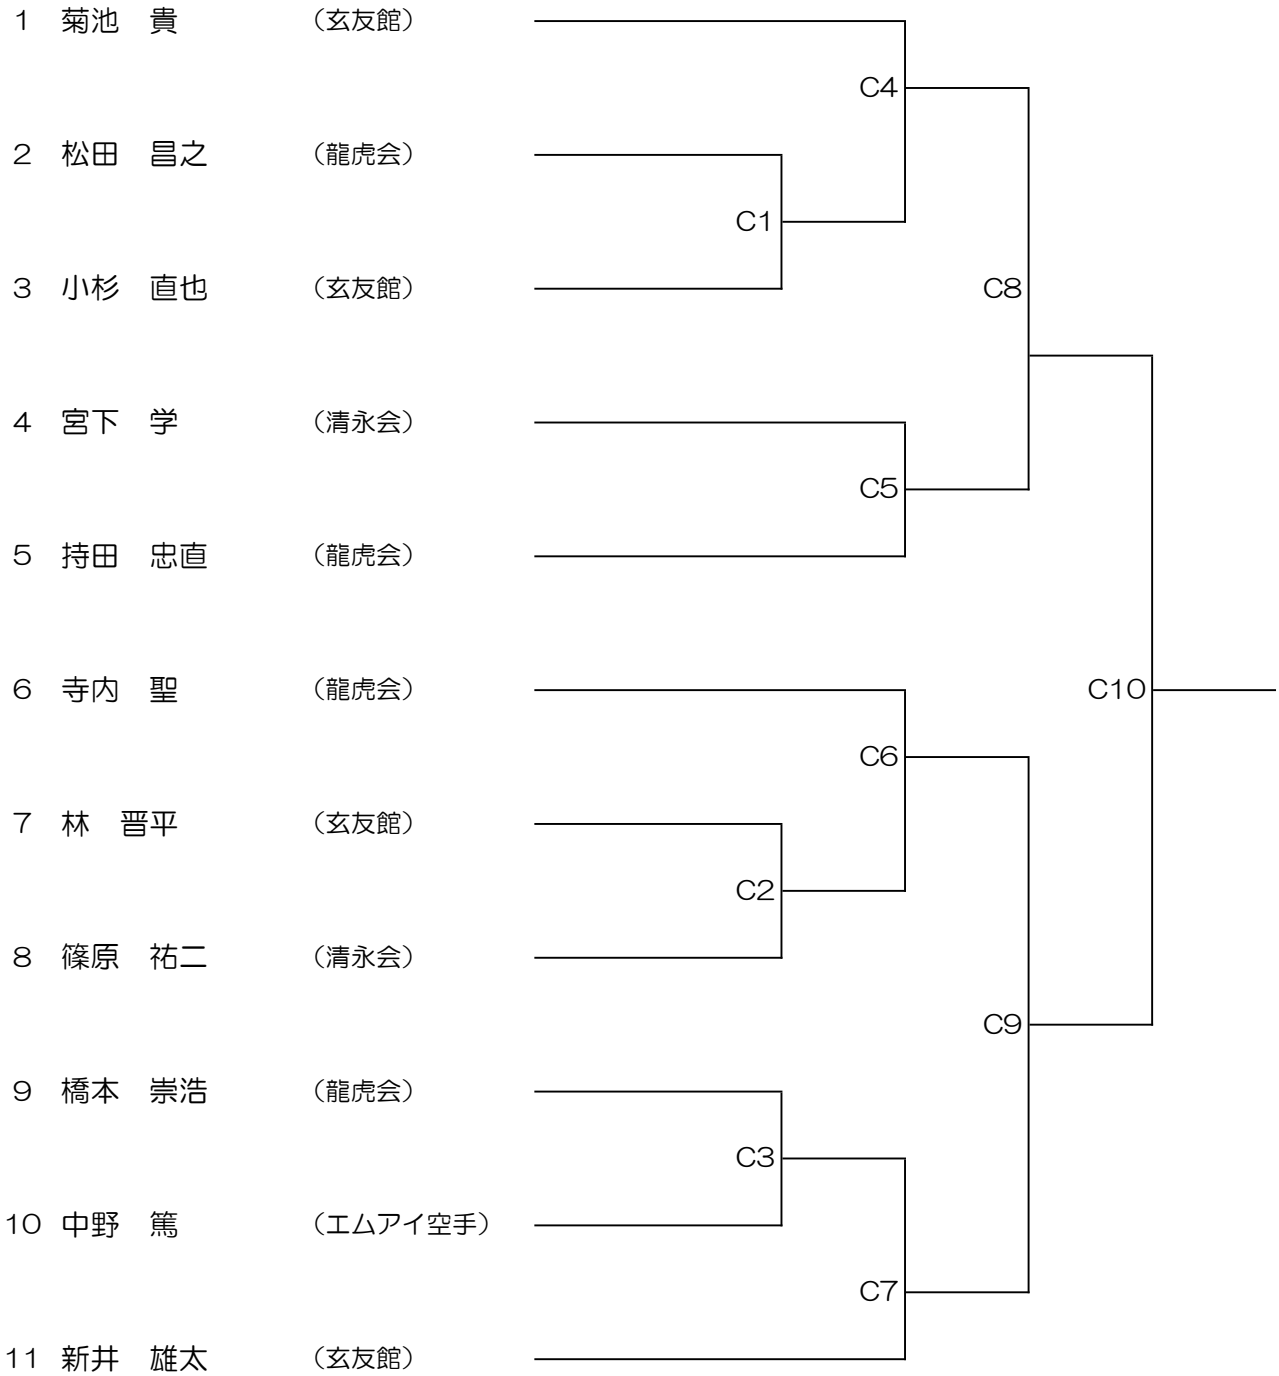 1 菊池　貴 （玄友館）
C4
2 松田　昌之 （龍虎会）
C1
3 小杉　直也 （玄友館）
C8
4 宮下　学 （清永会）
C5
5 持田　忠直 （龍虎会）
6 寺内　聖 （龍虎会）
C10
C6
7 林　晋平 （玄友館）
C2
8 篠原　祐二 （清永会）
C9
9 橋本　崇浩 （龍虎会）
C3
10 中野　篤 （エムアイ空手）
C7
11 新井　雄太 （玄友館）